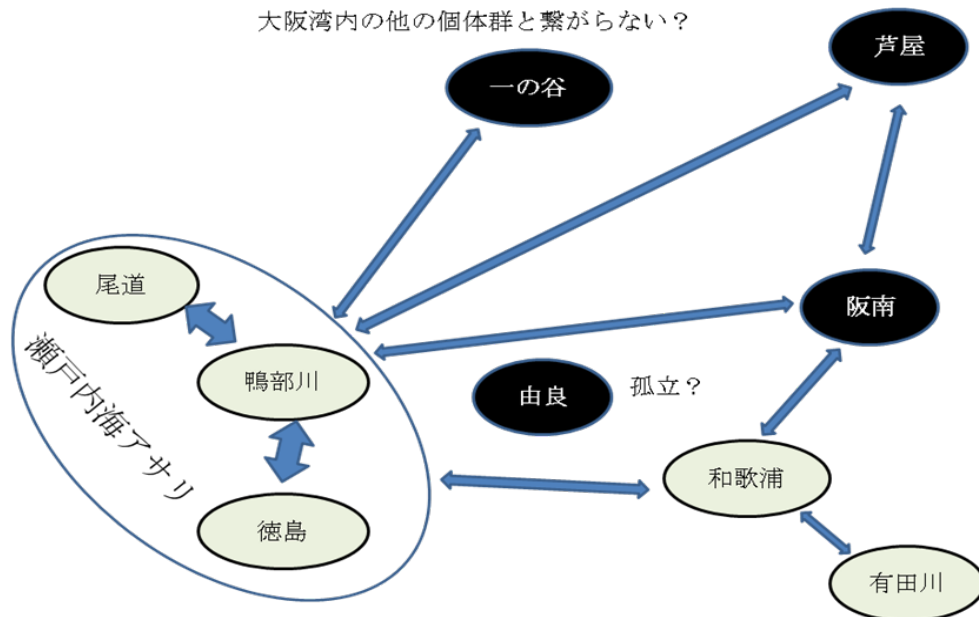 大阪湾内の他の個体群と繋がらない？
芦屋
一の谷
尾道
阪南
鴨部川
由良
孤立？
瀬戸内海アサリ
和歌浦
徳島
有田川